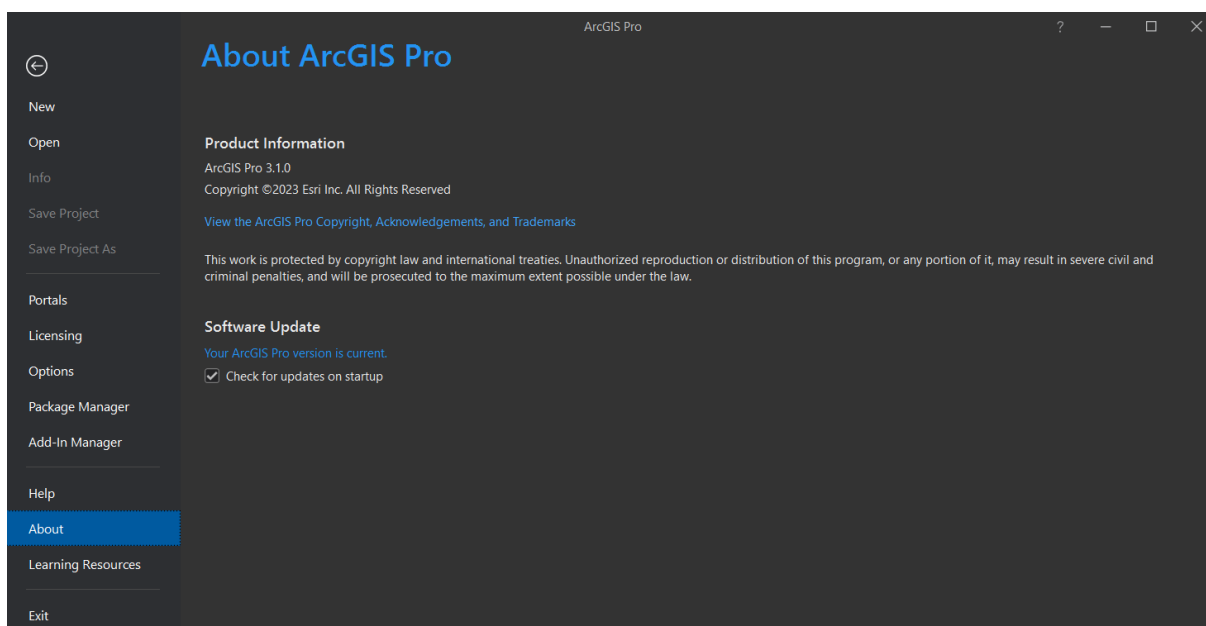 ArcGIS Pro
?
About ArcGIS Pro
New
Open
Info
Save Project
Save Project As
Portals
Licensing
Options
Package Manager
Add-In Manager
Help
About
Learning Resources
Exit
Product Information
ArcGIS Pro 3.1.0
Copyright ©2023 Esri Inc. All Rights Reserved
View the ArcGIS Pro Copyright, Acknowledgements, and Trademarks
This work is protected by copyright law and international treaties. Unauthorized reproduction or distribution of this program, or any portion of it, may result in severe civil and
criminal penalties, and will be prosecuted to the maximum extent possible under the law.
Software Update
Your ArcGIS Pro version is current.
Check for updates on startup